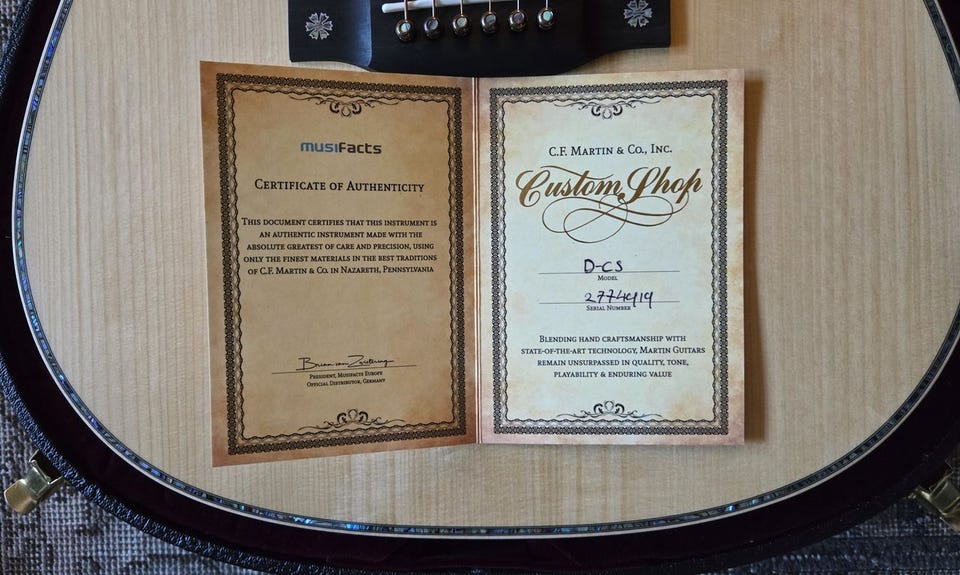 musiFacts
Certificate of Authenticity
This document certifies that this instrument is
an authentic instrument made with the
absolute greatest of care and precision, using
only the finest materials in the best traditions
of C.F. Martin & Co. in Nazareth, Pennsylvania
President, Musifacts Europe
Official Distributor, Germany
C.F. Martin & Co., Inc.
Custom Shop
D-CS
Model
Serial Number
Blending hand craftsmanship with
state-of-the-art technology, Martin Guitars
remain unsurpassed in quality, tone,
playability & enduring value